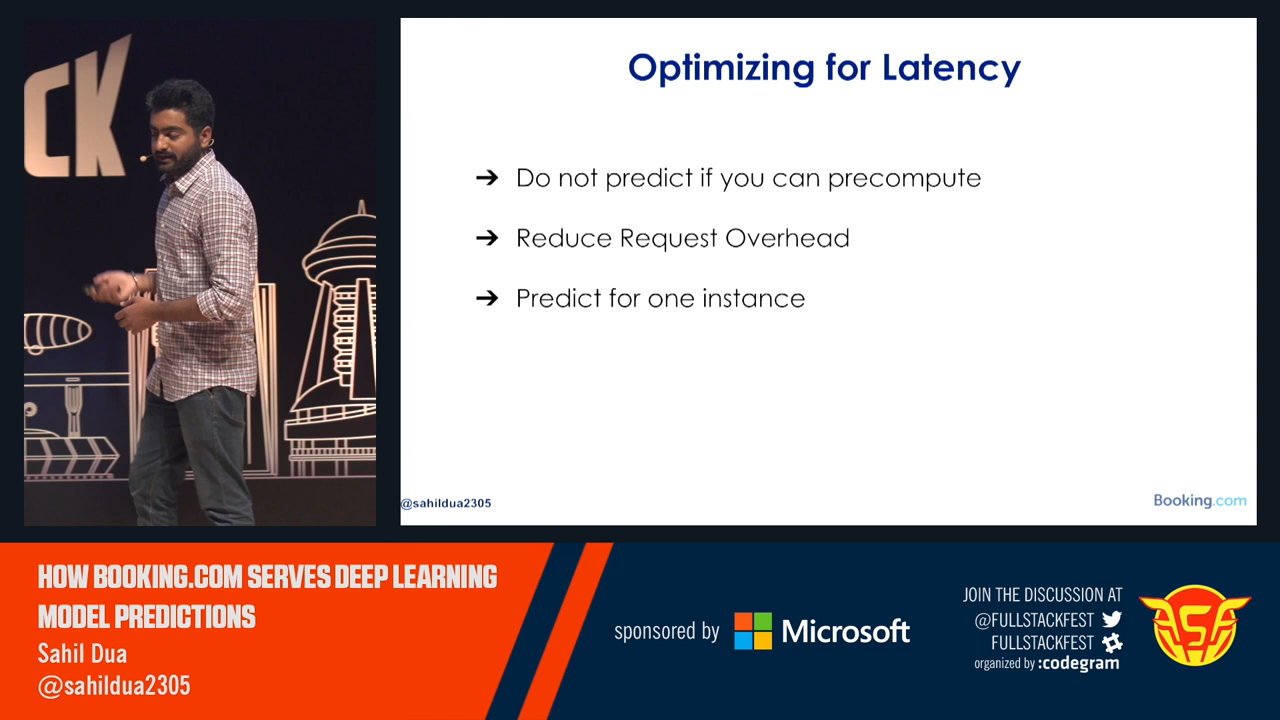 CK
Optimizing for Latency
➔ Do not predict if you can precompute
➔ Reduce Request Overhead
➔ Predict for one instance
@sahildua2305
Booking.com
HOW BOOKING.COM SERVES DEEP LEARNING
MODEL PREDICTIONS
Sahil Dua
@sahildua2305
sponsored by Microsoft
JOIN THE DISCUSSION AT
@FULLSTACKFEST
FULLSTACKFEST
organized by :codegram
FSF